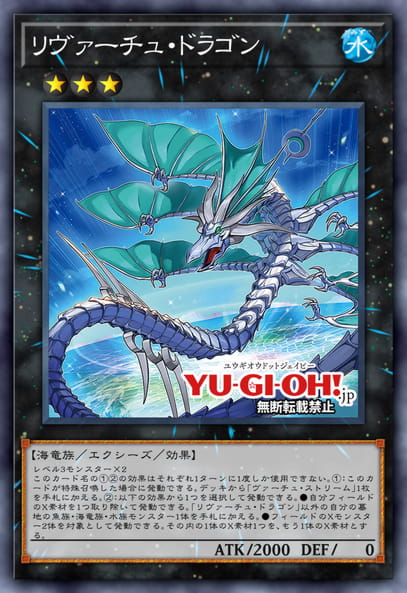 リヴァーチュ・ドラゴン
水
ユウギオウドットジェイピー
YU-GI-OH!.jp
無断転載禁止
【海竜族/エクシーズ/効果】
レベル3モンスター×2
このカード名の①②の効果はそれぞれ1ターンに1度しか使用できない。①:このカ
ードが特殊召喚した場合に発動できる。デッキから「ヴァーチュ・ストリーム」1枚
を手札に加える。②:以下の効果から1つを選択して発動できる。●自分フィールド
のX素材を1つ取り除いて発動できる。「リヴァーチュ・ドラゴン」以外の自分の墓
地の魚族・海竜族・水族モンスター1体を手札に加える。●フィールドのXモンスタ
ー2体を対象として発動できる。その内の1体のX素材1つを、もう1体のX素材とす
る。
ATK/2000 DEF/ 0